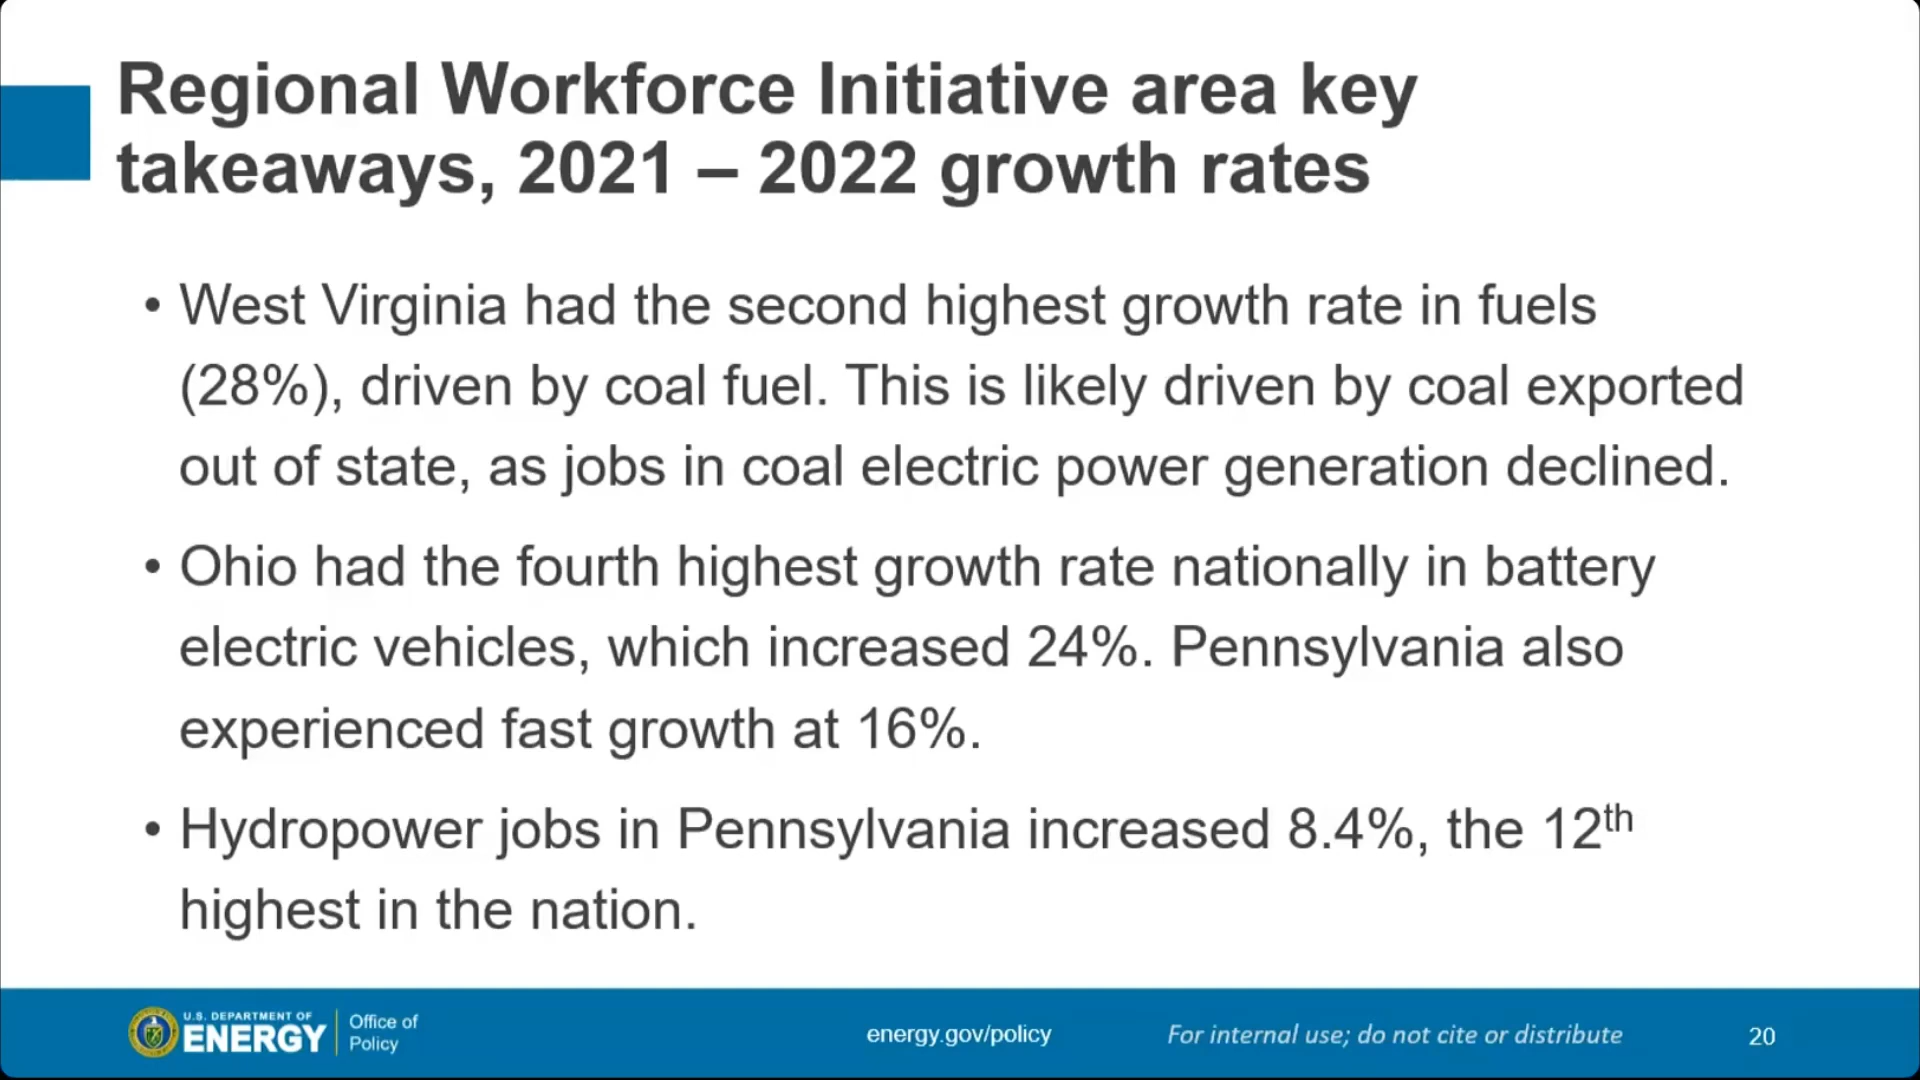 Regional Workforce Initiative area key
takeaways, 2021 – 2022 growth rates
• West Virginia had the second highest growth rate in fuels
(28%), driven by coal fuel. This is likely driven by coal exported
out of state, as jobs in coal electric power generation declined.
• Ohio had the fourth highest growth rate nationally in battery
electric vehicles, which increased 24%. Pennsylvania also
experienced fast growth at 16%.
• Hydropower jobs in Pennsylvania increased 8.4%, the 12th
highest in the nation.
U.S. DEPARTMENT OF
ENERGY
Office of
Policy
energy.gov/policy
For internal use; do not cite or distribute
20